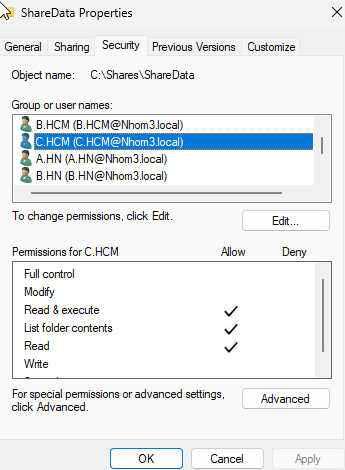 ShareData Properties
General Sharing Security Previous Versions Customize
Object name: C:\Shares\ShareData
Group or user names:
B.HCM (B.HCM@Nhom3.local)
C.HCM (C.HCM@Nhom3.local)
A.HN (A.HN@Nhom3.local)
B.HN (B.HN@Nhom3.local)
To change permissions, click Edit.
Edit...
Permissions for C.HCM Allow Deny
Full control
Modify
Read & execute
List folder contents
Read
Write
For special permissions or advanced settings,
click Advanced.
Advanced
OK Cancel Apply